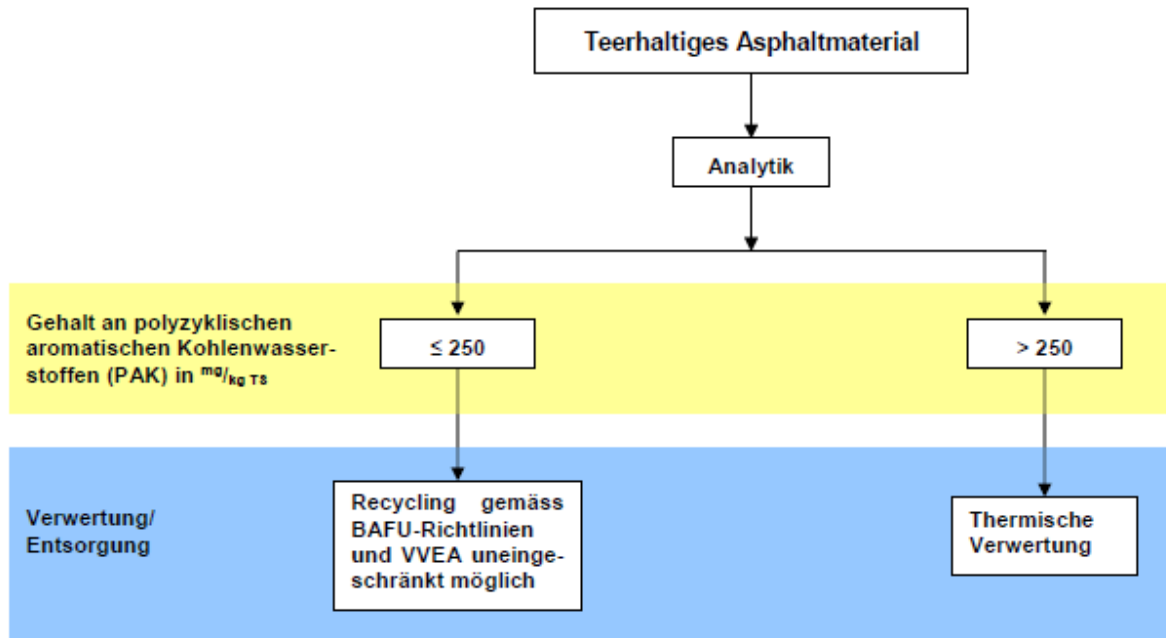 Teerhaltiges Asphaltmaterial
Analytik
Gehalt an polyzyklischen
aromatischen Kohlenwasser-
stoffen (PAK) in mg/kg TS
≤ 250
> 250
Verwertung/
Entsorgung
Recycling gemäss
BAFU-Richtlinien
und VVEA uneinge-
schränkt möglich
Thermische
Verwertung